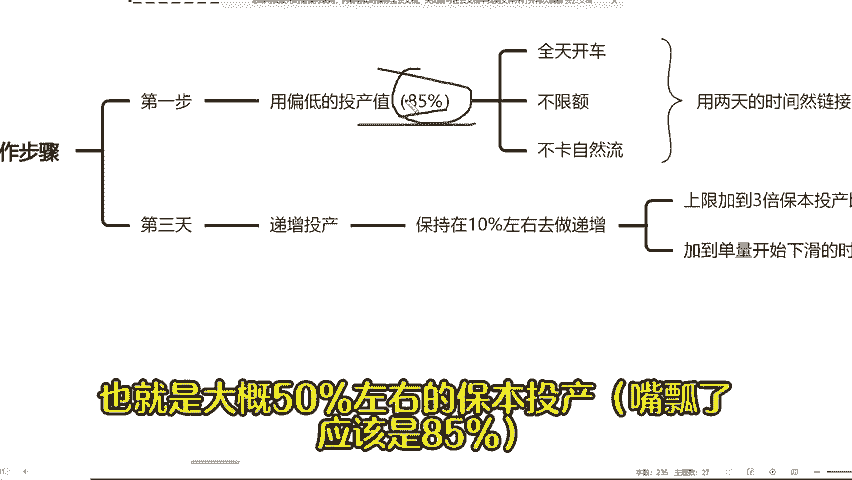 全天开车
第一步
用偏低的投产值（85%）
不限额
用两天的时间然链接
作步骤
不卡自然流
上限加到3倍保本投产
第三天
递增投产
保持在10%左右去做递增
加到单量开始下滑的时
也就是大概50%左右的保本投产（嘴瓢了
应该是85%）